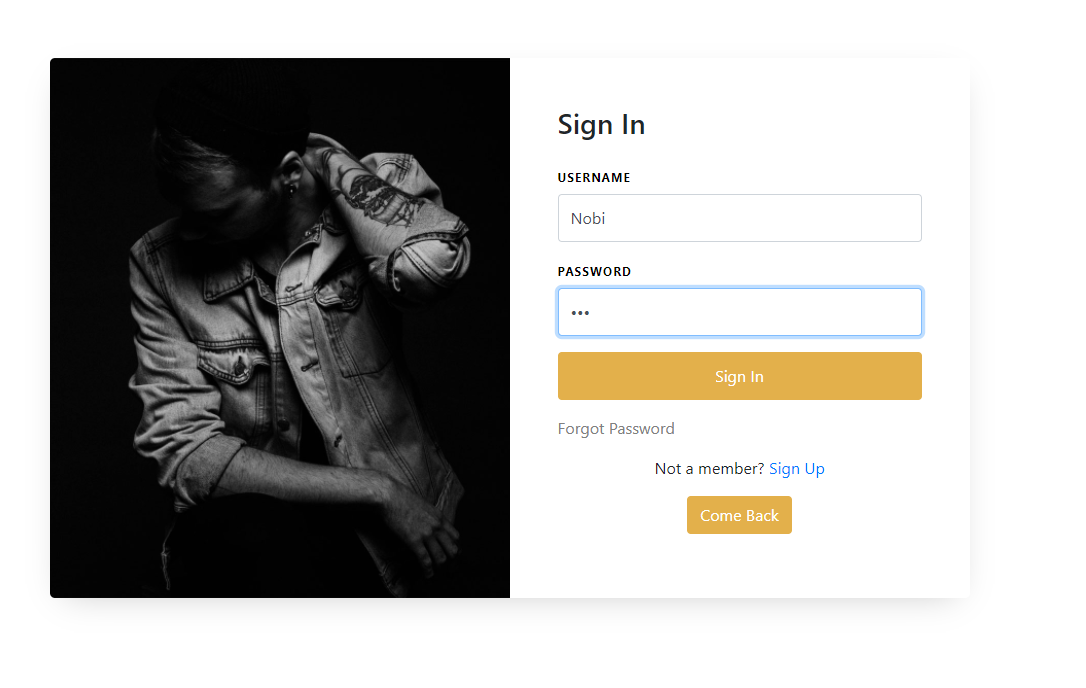 Sign In
USERNAME
Nobi
PASSWORD
•••
Sign In
Forgot Password
Not a member? Sign Up
Come Back